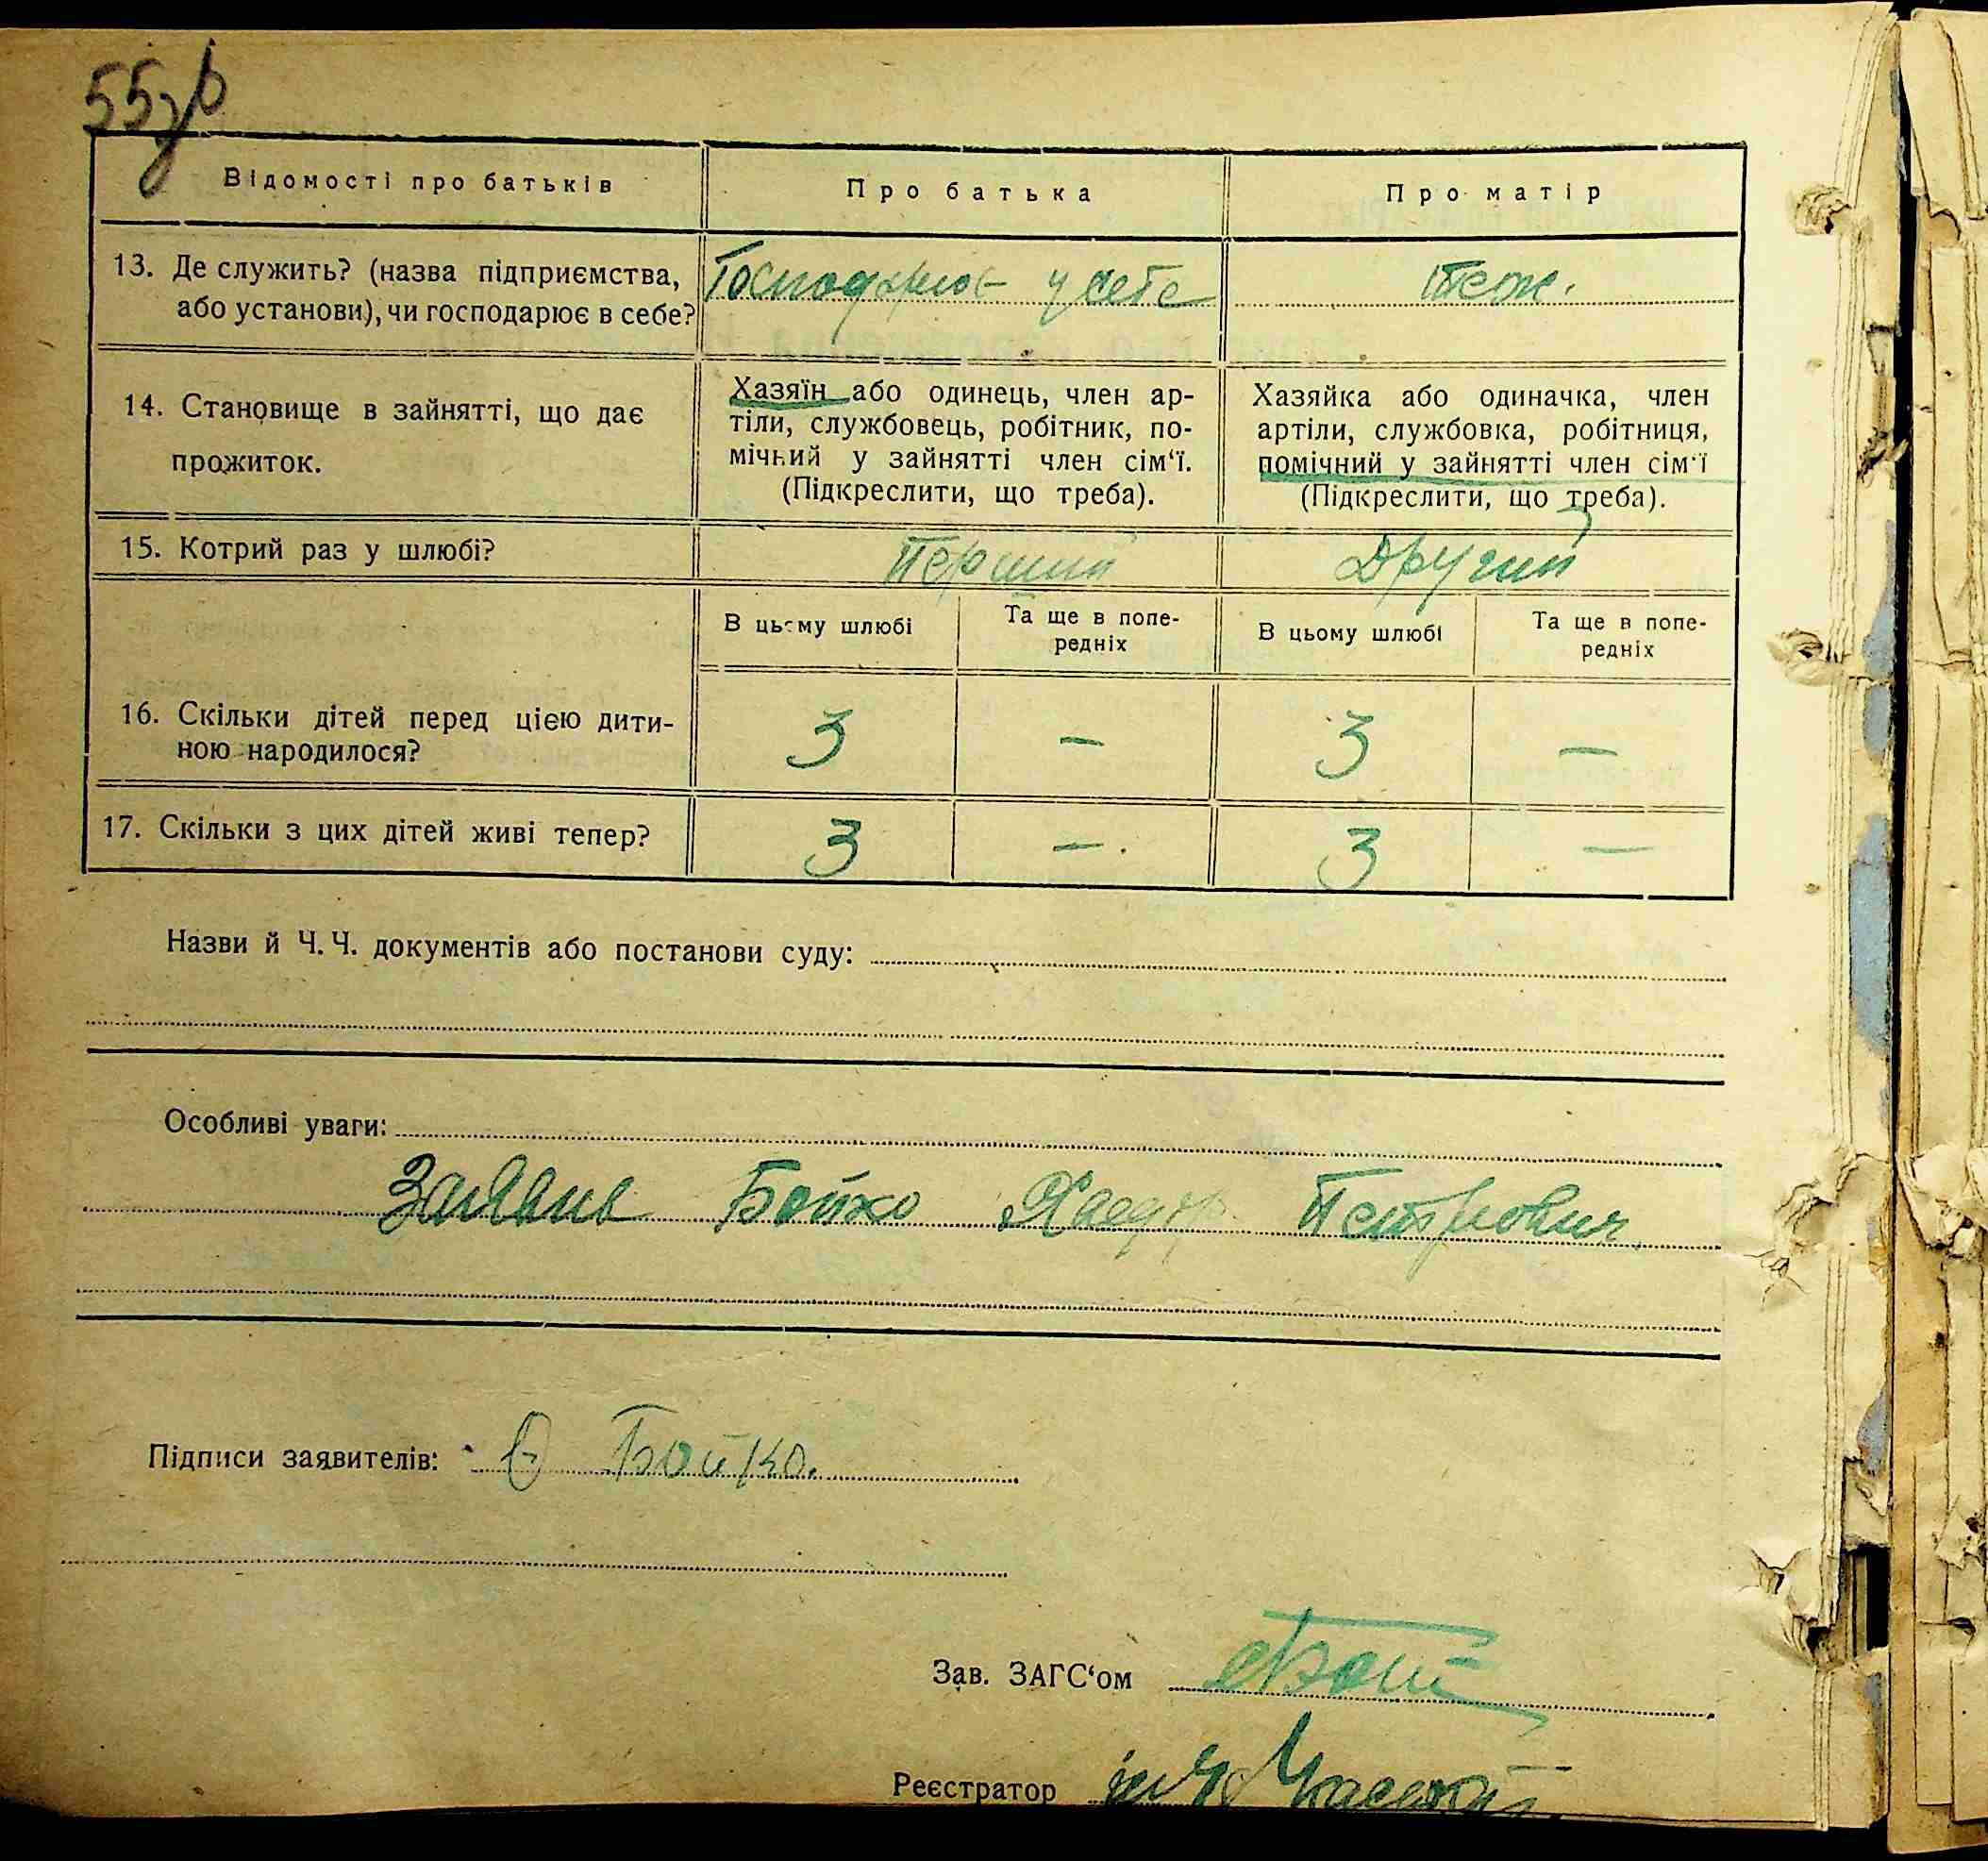 55зв
Відомості про батьків Про батька Про матір
13. Де служить? (назва підприємства, або установи), чи господарює в себе? Господарює у себе Теж.
14. Становище в зайнятті, що дає прожиток.
Хазяїн або одинець, член ар-
тіли, службовець, робітник, по-
мічний у зайнятті член сім‘ї.
(Підкреслити, що треба).
Хазяйка або одиначка, член
артіли, службовка, робітниця,
помічний у зайнятті член сім‘ї
(Підкреслити, що треба).
15. Котрий раз у шлюбі? Перший Другий
В цьому шлюбі Та ще в попе-редніх В цьому шлюбі Та ще в попе-редніх
16. Скільки дітей перед цією дити-
ною народилося? 3 — 3 —
17. Скільки з цих дітей живі тепер? 3 — 3 —
Назви й Ч. Ч. документів або постанови суду:
Особливі уваги:
Заявив Бойко Хведір Петрович
Підписи заявителів: Бойко.
Зав. ЗАГС‘ом
Реєстратор